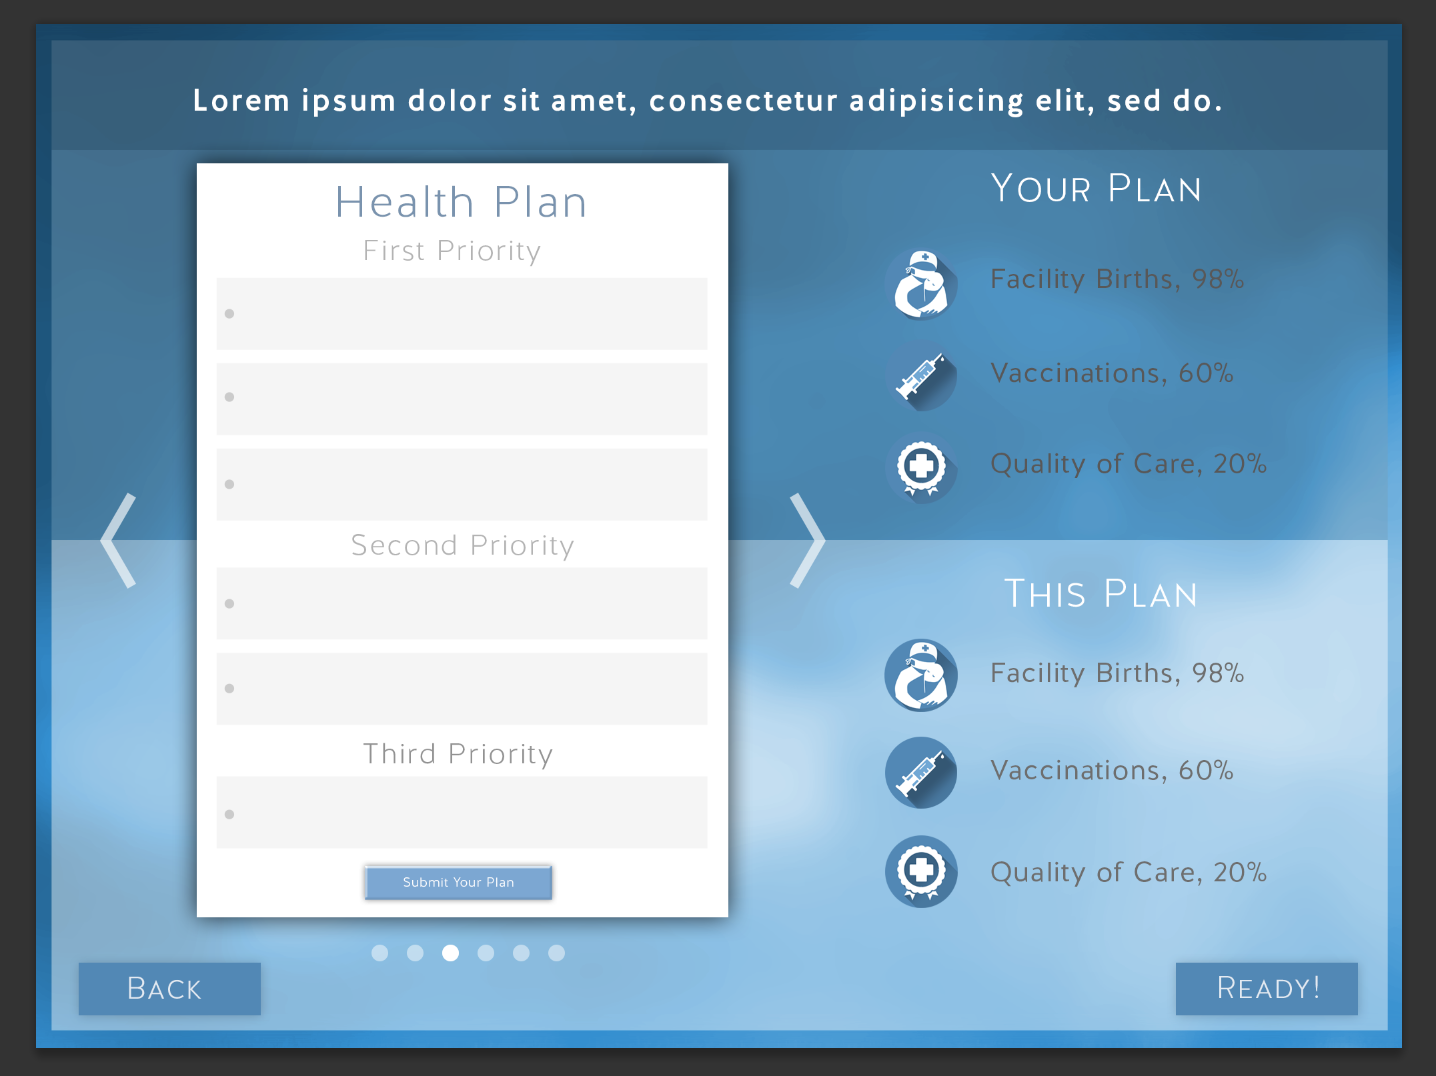 Lorem ipsum dolor sit amet, consectetur adipisicing elit, sed do.
Health Plan
First Priority
Second Priority
Third Priority
Submit Your Plan
Your Plan
Facility Births, 98%
Vaccinations, 60%
Quality of Care, 20%
This Plan
Facility Births, 98%
Vaccinations, 60%
Quality of Care, 20%
Back
Ready!